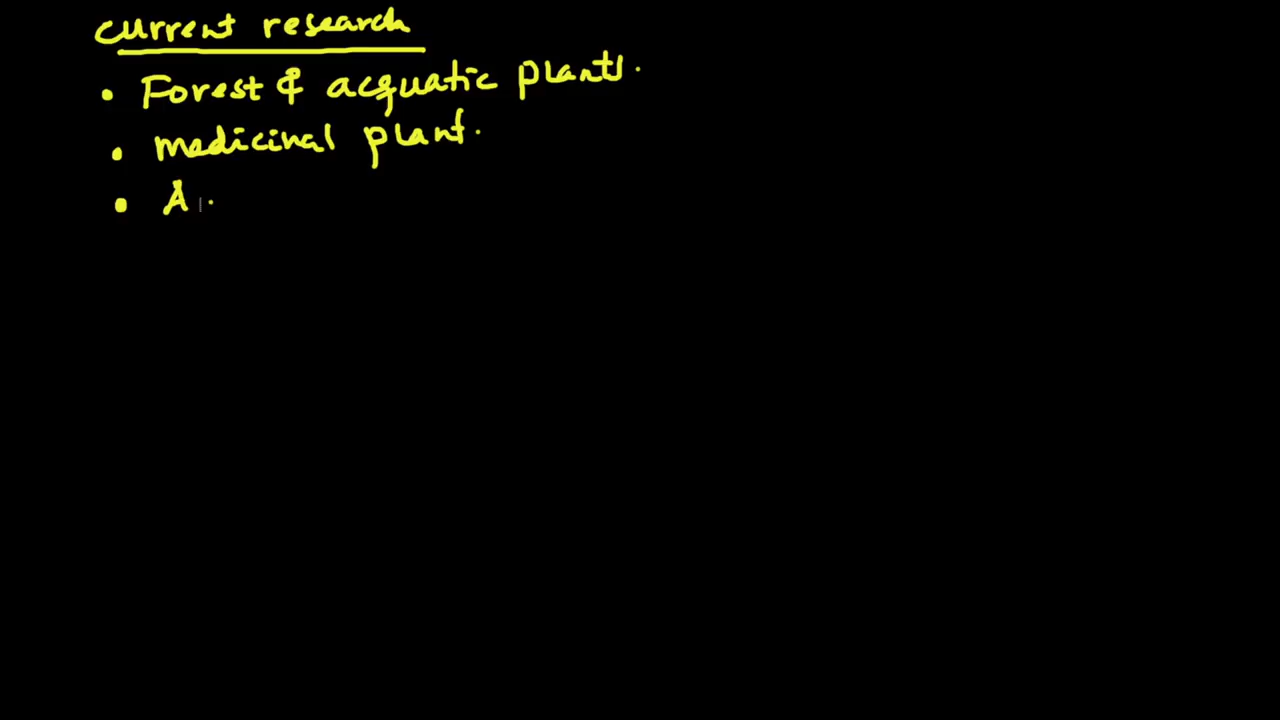 current research
• Forest & acquatic plants.
• medicinal plant.
• A .